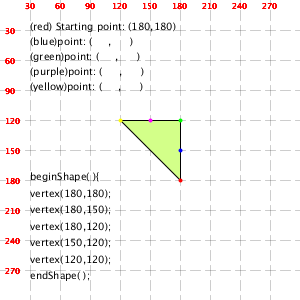 30 60 90 120 150 180 210 240 270
30
(red) Starting point: (180,180)
(blue)point: (    ,    )
(green)point: (    ,    )
60
(purple)point: (    ,    )
(yellow)point: (    ,    )
90
120
150
180
beginShape(){
vertex(180,180);
vertex(180,150);
210
vertex(180,120);
240
vertex(150,120);
vertex(120,120);
270
endShape();